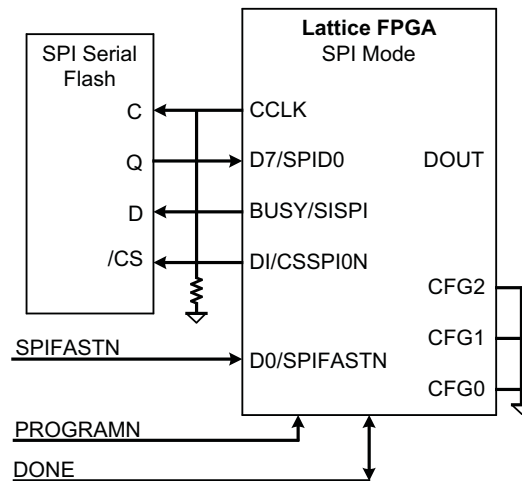 Lattice FPGA
SPI Mode
SPI Serial
Flash
C
CCLK
Q
D7/SPID0
DOUT
D
BUSY/SISPI
/CS
DI/CSSPI0N
CFG2
CFG1
SPIFASTN
D0/SPIFASTN
CFG0
PROGRAMN
DONE